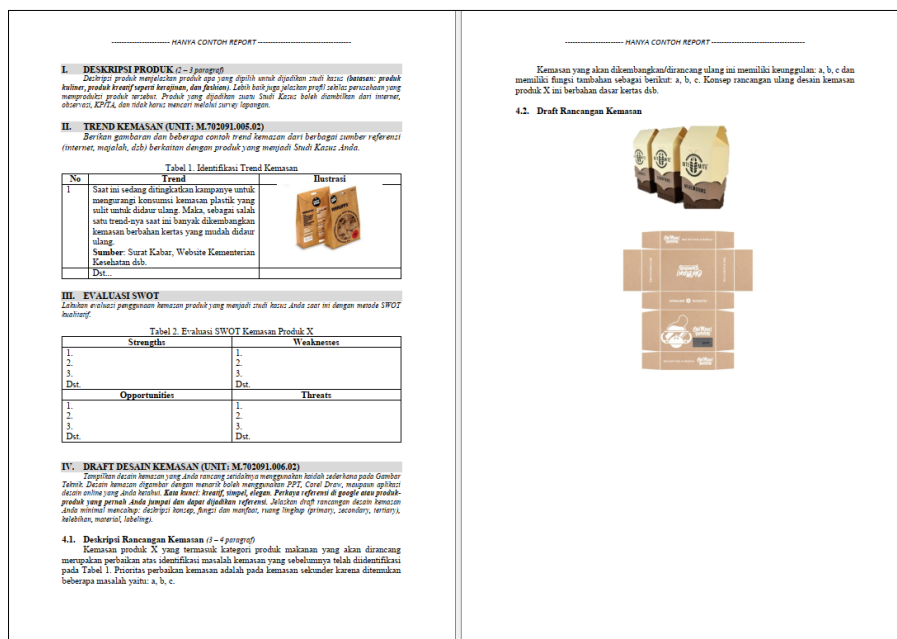 ----------------------- HANYA CONTOH REPORT ------------------------------------
I. DESKRIPSI PRODUK (2 – 3 paragraf)
Deskripsi produk menjelaskan produk apa yang dipilih untuk dijadikan studi kasus (batasan: produk
kuliner, produk kreatif seperti kerajinan, dan fashion). Lebih baik juga jelaskan profil sekilas perusahaan yang
memproduksi produk tersebut. Produk yang dijadikan suatu Studi Kasus boleh diambilkan dari internet,
observasi, KP/TA, dan tidak harus mencari melalui survey lapangan.
II. TREND KEMASAN (UNIT: M.702091.005.02)
Berikan gambaran dan beberapa contoh trend kemasan dari berbagai sumber referensi
(internet, majalah, dsb) berkaitan dengan produk yang menjadi Studi Kasus Anda.
Tabel 1. Identifikasi Trend Kemasan
No Trend Ilustrasi
1 Saat ini sedang ditingkatkan kampanye untuk
mengurangi konsumsi kemasan plastik yang
sulit untuk didaur ulang. Maka, sebagai salah
satu trend-nya saat ini banyak dikembangkan
kemasan berbahan kertas yang mudah didaur
ulang.
Sumber: Surat Kabar, Website Kementerian
Kesehatan dsb.
Dst...
III. EVALUASI SWOT
Lakukan evaluasi penggunaan kemasan produk yang menjadi studi kasus Anda saat ini dengan metode SWOT
kualitatif.
Tabel 2. Evaluasi SWOT Kemasan Produk X
Strengths Weaknesses
1. 1.
2. 2.
3. 3.
Dst. Dst.
Opportunities Threats
1. 1.
2. 2.
3. 3.
Dst. Dst.
IV. DRAFT DESAIN KEMASAN (UNIT: M.702091.006.02)
Tampilkan desain kemasan yang Anda rancang setidaknya menggunakan kaidah sederhana pada Gambar
Teknik. Desain kemasan digambar dengan menarik boleh menggunakan PPT, Corel Draw, maupun aplikasi
desain online yang Anda ketahui. Kata kunci: kreatif, simpel, elegan. Perkaya referensi di google atau produk-
produk yang pernah Anda jumpai dan dapat dijadikan referensi. Jelaskan draft rancangan desain kemasan
Anda minimal mencakup: deskripsi konsep, fungsi dan manfaat, ruang lingkup (primary, secondary, tertiary),
kelebihan, material, labeling).
4.1. Deskripsi Rancangan Kemasan (3 – 4 paragraf)
Kemasan produk X yang termasuk kategori produk makanan yang akan dirancang
merupakan perbaikan atas identifikasi masalah kemasan yang sebelumnya telah diidentifikasi
pada Tabel 1. Prioritas perbaikan kemasan adalah pada kemasan sekunder karena ditemukan
beberapa masalah yaitu: a, b, c.
----------------------- HANYA CONTOH REPORT ------------------------------------
Kemasan yang akan dikembangkan/dirancang ulang ini memiliki keunggulan: a, b, c dan
memiliki fungsi tambahan sebagai berikut: a, b, c. Konsep rancangan ulang desain kemasan
produk X ini berbahan dasar kertas dsb.
4.2. Draft Rancangan Kemasan